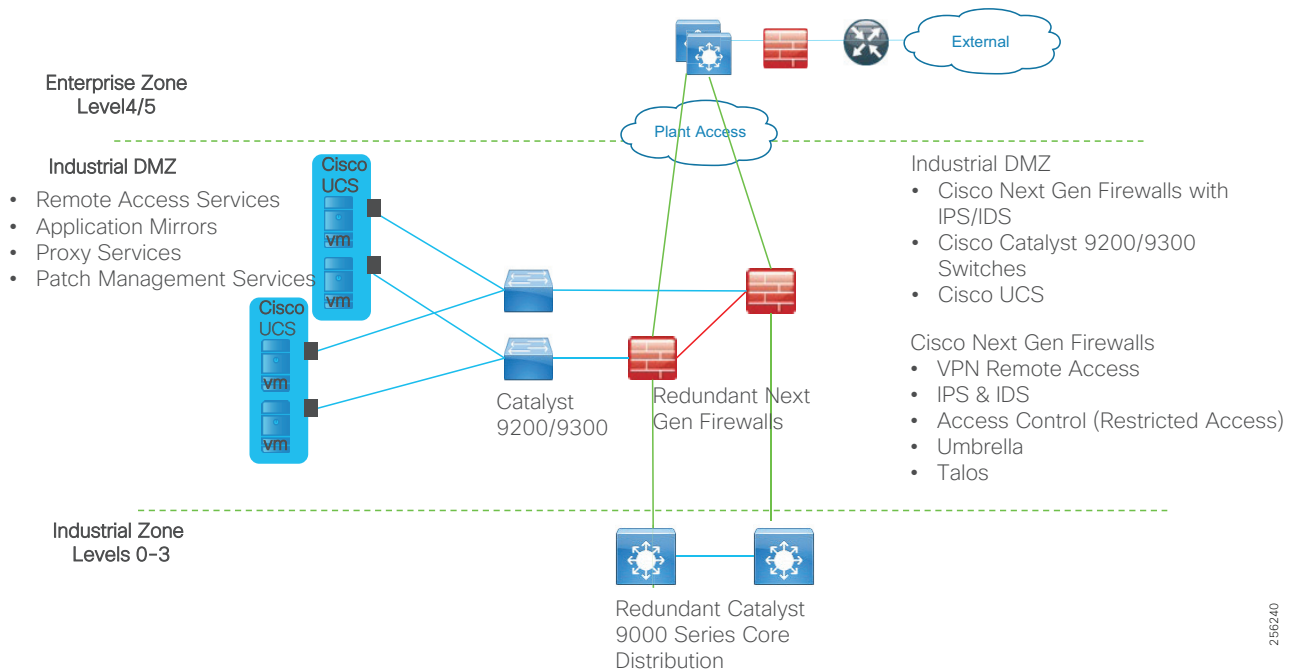 External
Enterprise Zone
Level4/5
Plant Access
Industrial DMZ
• Remote Access Services
• Application Mirrors
• Proxy Services
• Patch Management Services
Cisco
UCS
vm
vm
Cisco
UCS
vm
vm
Catalyst
9200/9300
Redundant Next
Gen Firewalls
Industrial DMZ
• Cisco Next Gen Firewalls with
IPS/IDS
• Cisco Catalyst 9200/9300
Switches
• Cisco UCS
Cisco Next Gen Firewalls
• VPN Remote Access
• IPS & IDS
• Access Control (Restricted Access)
• Umbrella
• Talos
Industrial Zone
Levels 0-3
Redundant Catalyst
9000 Series Core
Distribution
256240